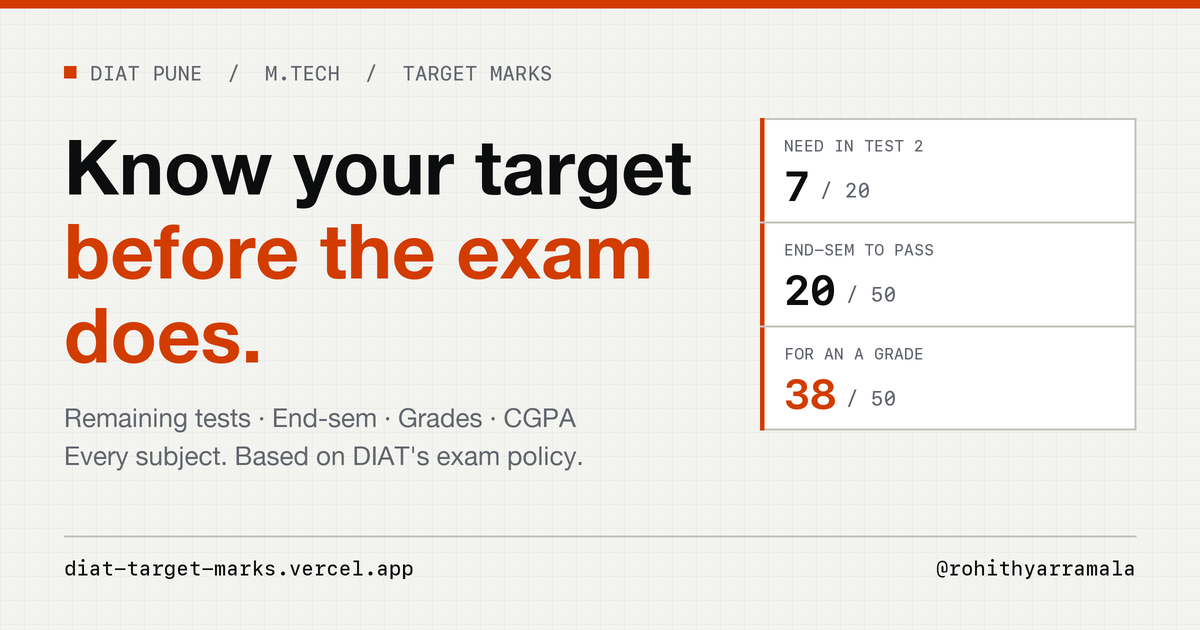 DIAT PUNE / M.TECH / TARGET MARKS
Know your target
before the exam
does.
Remaining tests · End-sem · Grades · CGPA
Every subject. Based on DIAT's exam policy.
NEED IN TEST 2
7 / 20
END-SEM TO PASS
20 / 50
FOR AN A GRADE
38 / 50
diat-target-marks.vercel.app
@rohithyarramala